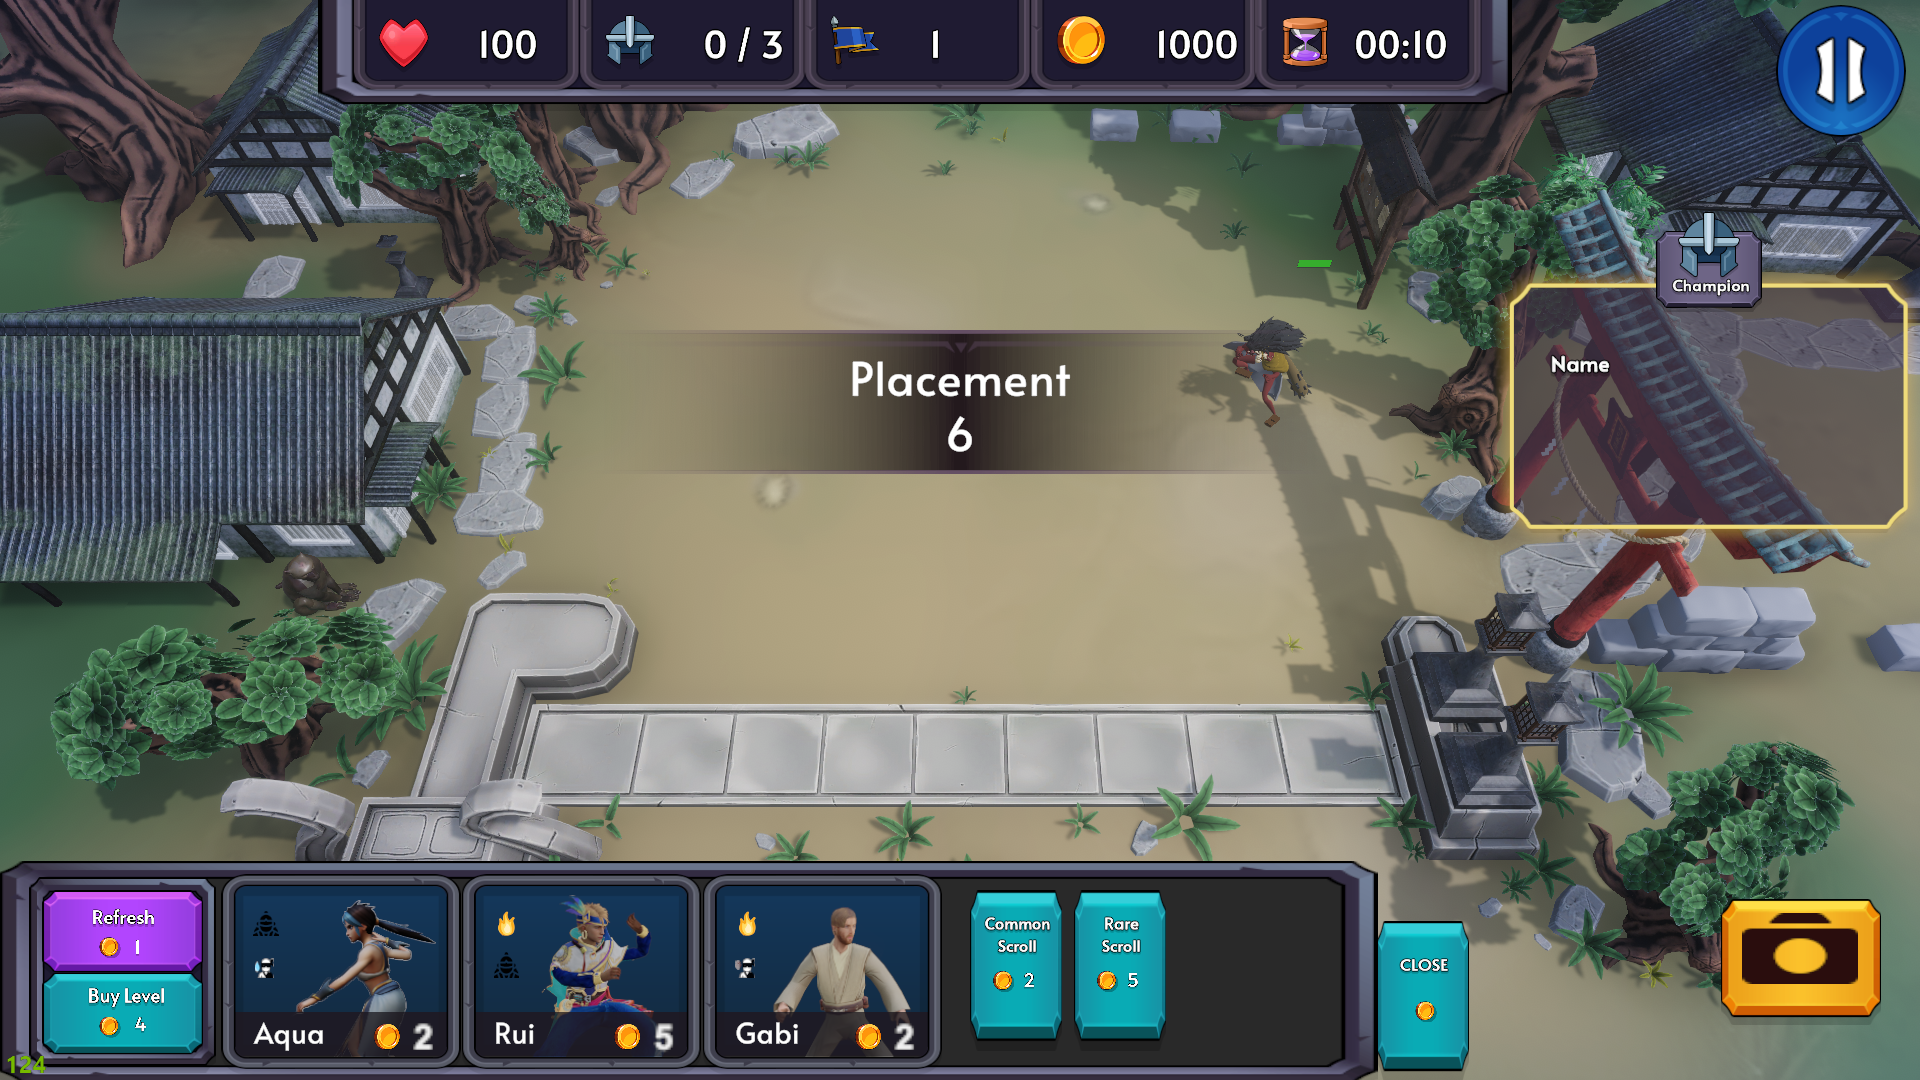 100
0 / 3
1
1000
00:10
Champion
Name
Placement
6
Refresh
1
Buy Level
4
Aqua
2
Rui
5
Gabi
2
Common
Scroll
2
Rare
Scroll
5
CLOSE
124